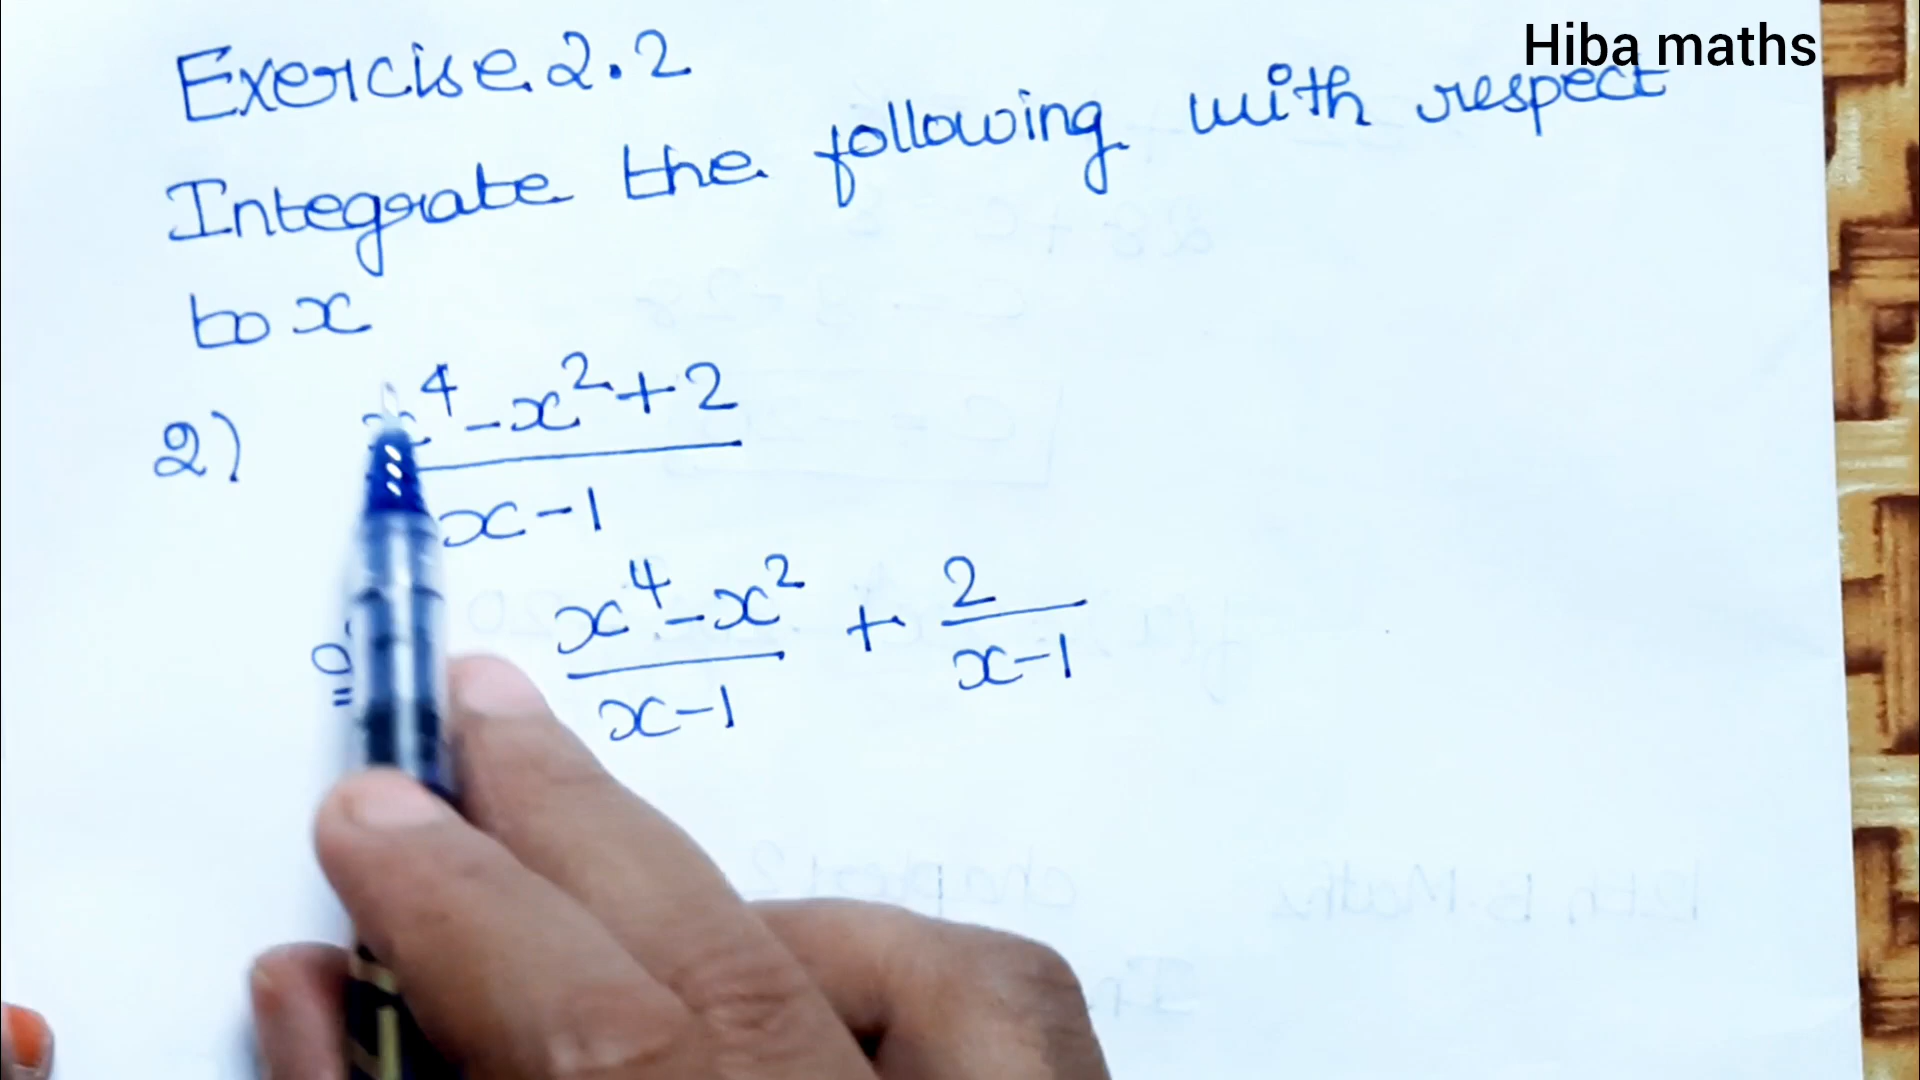 Hiba maths
Exercise 2.2
Integrate the following with respect
to x
2) x⁴ - x² + 2
x - 1
x⁴ - x² + 2
x - 1 x - 1